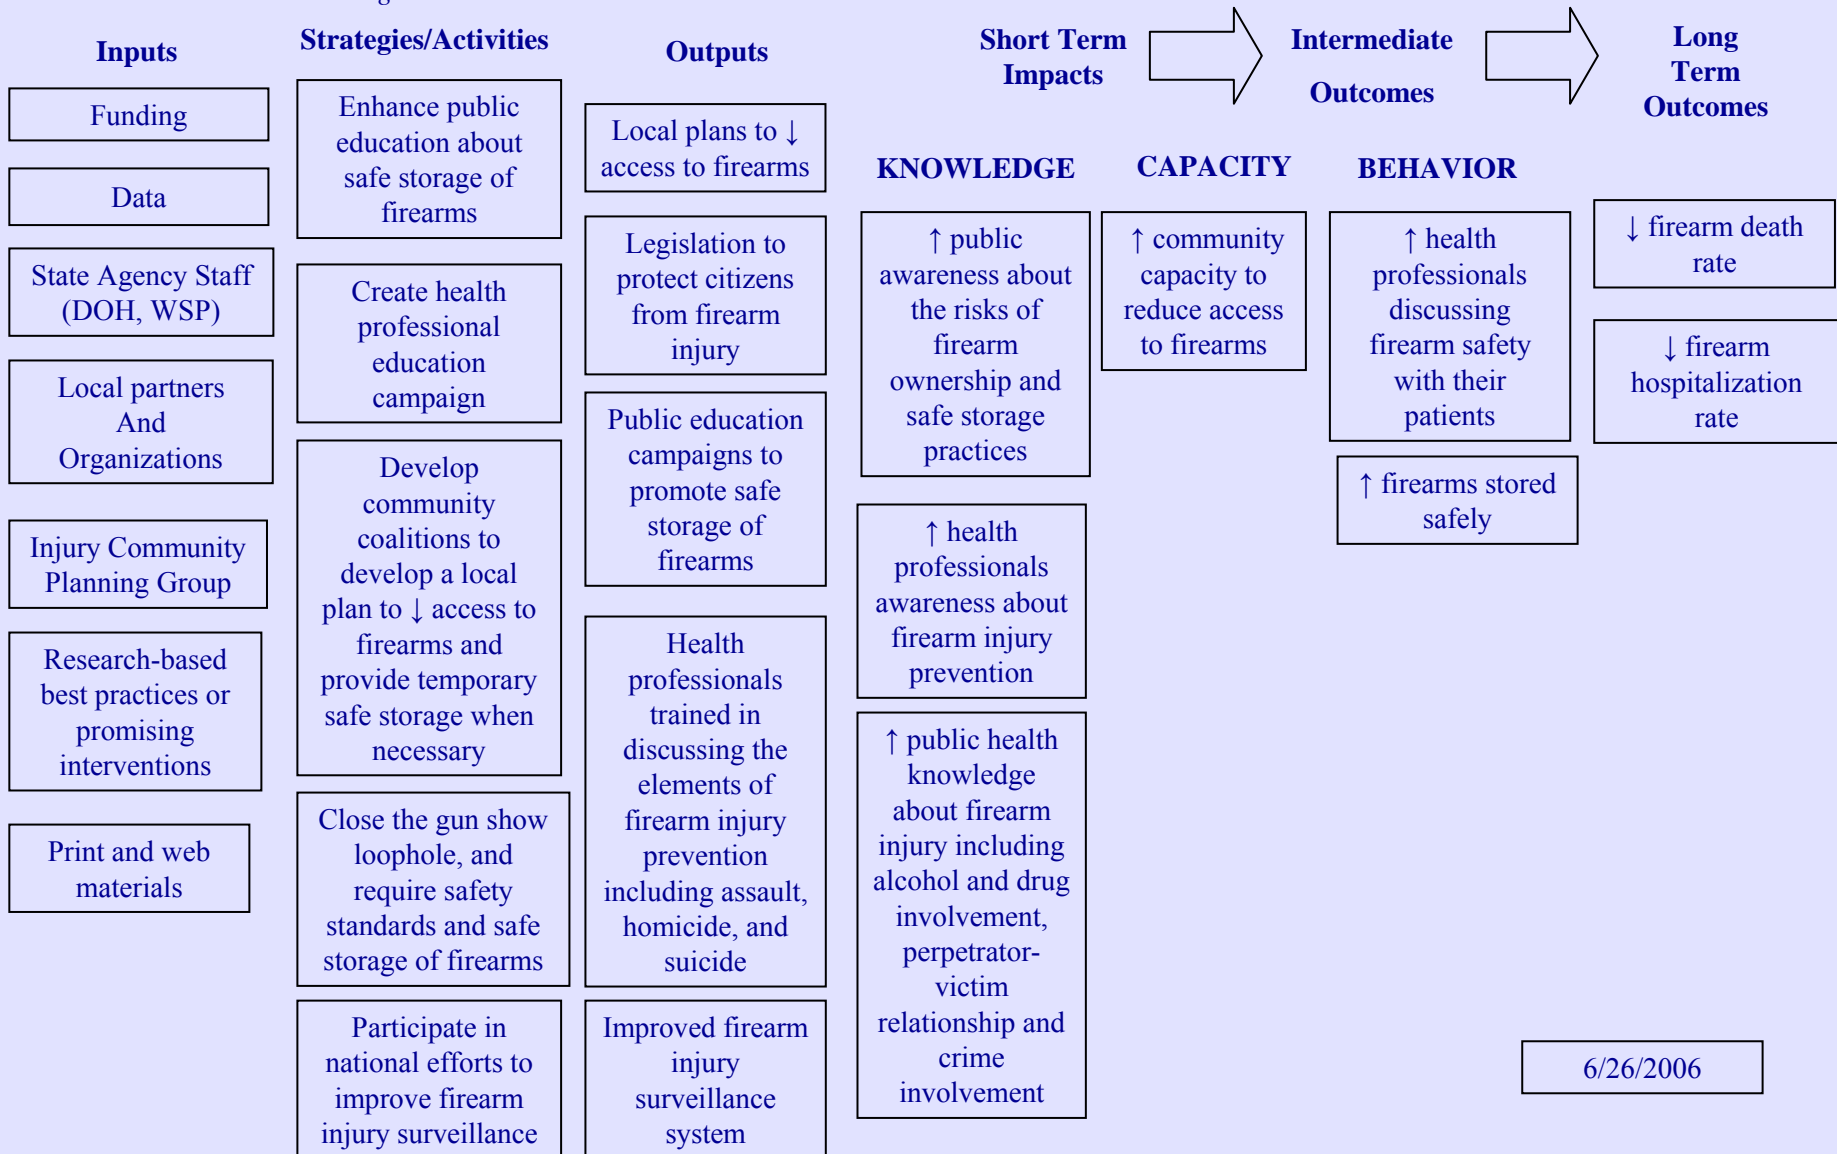 Inputs
Funding
Data
State Agency Staff
(DOH, WSP)
Local partners
And
Organizations
Injury Community
Planning Group
Research-based
best practices or
promising
interventions
Print and web
materials
Strategies/Activities
Enhance public
education about
safe storage of
firearms
Create health
professional
education
campaign
Develop
community
coalitions to
develop a local
plan to ↓ access to
firearms and
provide temporary
safe storage when
necessary
Close the gun show
loophole, and
require safety
standards and safe
storage of firearms
Participate in
national efforts to
improve firearm
injury surveillance
Outputs
Local plans to ↓
access to firearms
Legislation to
protect citizens
from firearm
injury
Public education
campaigns to
promote safe
storage of
firearms
Health
professionals
trained in
discussing the
elements of
firearm injury
prevention
including assault,
homicide, and
suicide
Improved firearm
injury
surveillance
system
Short Term
Impacts
Intermediate
Outcomes
Long
Term
Outcomes
KNOWLEDGE
↑ public
awareness about
the risks of
firearm
ownership and
safe storage
practices
↑ health
professionals
awareness about
firearm injury
prevention
↑ public health
knowledge
about firearm
injury including
alcohol and drug
involvement,
perpetrator-
victim
relationship and
crime
involvement
CAPACITY
↑ community
capacity to
reduce access
to firearms
BEHAVIOR
↑ health
professionals
discussing
firearm safety
with their
patients
↑ firearms stored
safely
↓ firearm death
rate
↓ firearm
hospitalization
rate
6/26/2006